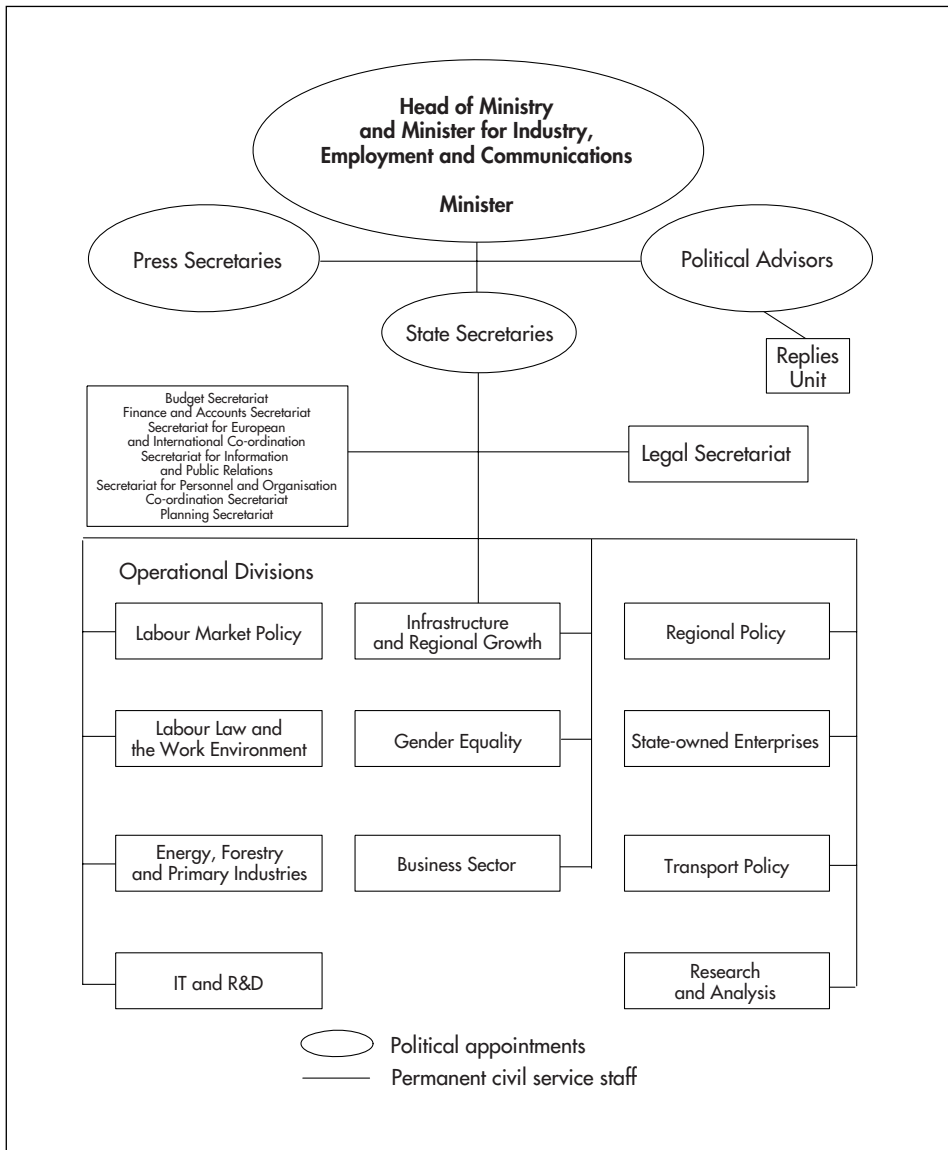 Head of Ministry
and Minister for Industry,
Employment and Communications
Minister
Press Secretaries
Political Advisors
State Secretaries
Replies
Unit
Budget Secretariat
Finance and Accounts Secretariat
Secretariat for European
and International Co-ordination
Secretariat for Information
and Public Relations
Secretariat for Personnel and Organisation
Co-ordination Secretariat
Planning Secretariat
Legal Secretariat
Operational Divisions
Labour Market Policy
Infrastructure
and Regional Growth
Regional Policy
Labour Law and
the Work Environment
Gender Equality
State-owned Enterprises
Energy, Forestry
and Primary Industries
Business Sector
Transport Policy
IT and R&D
Research
and Analysis
Political appointments
Permanent civil service staff